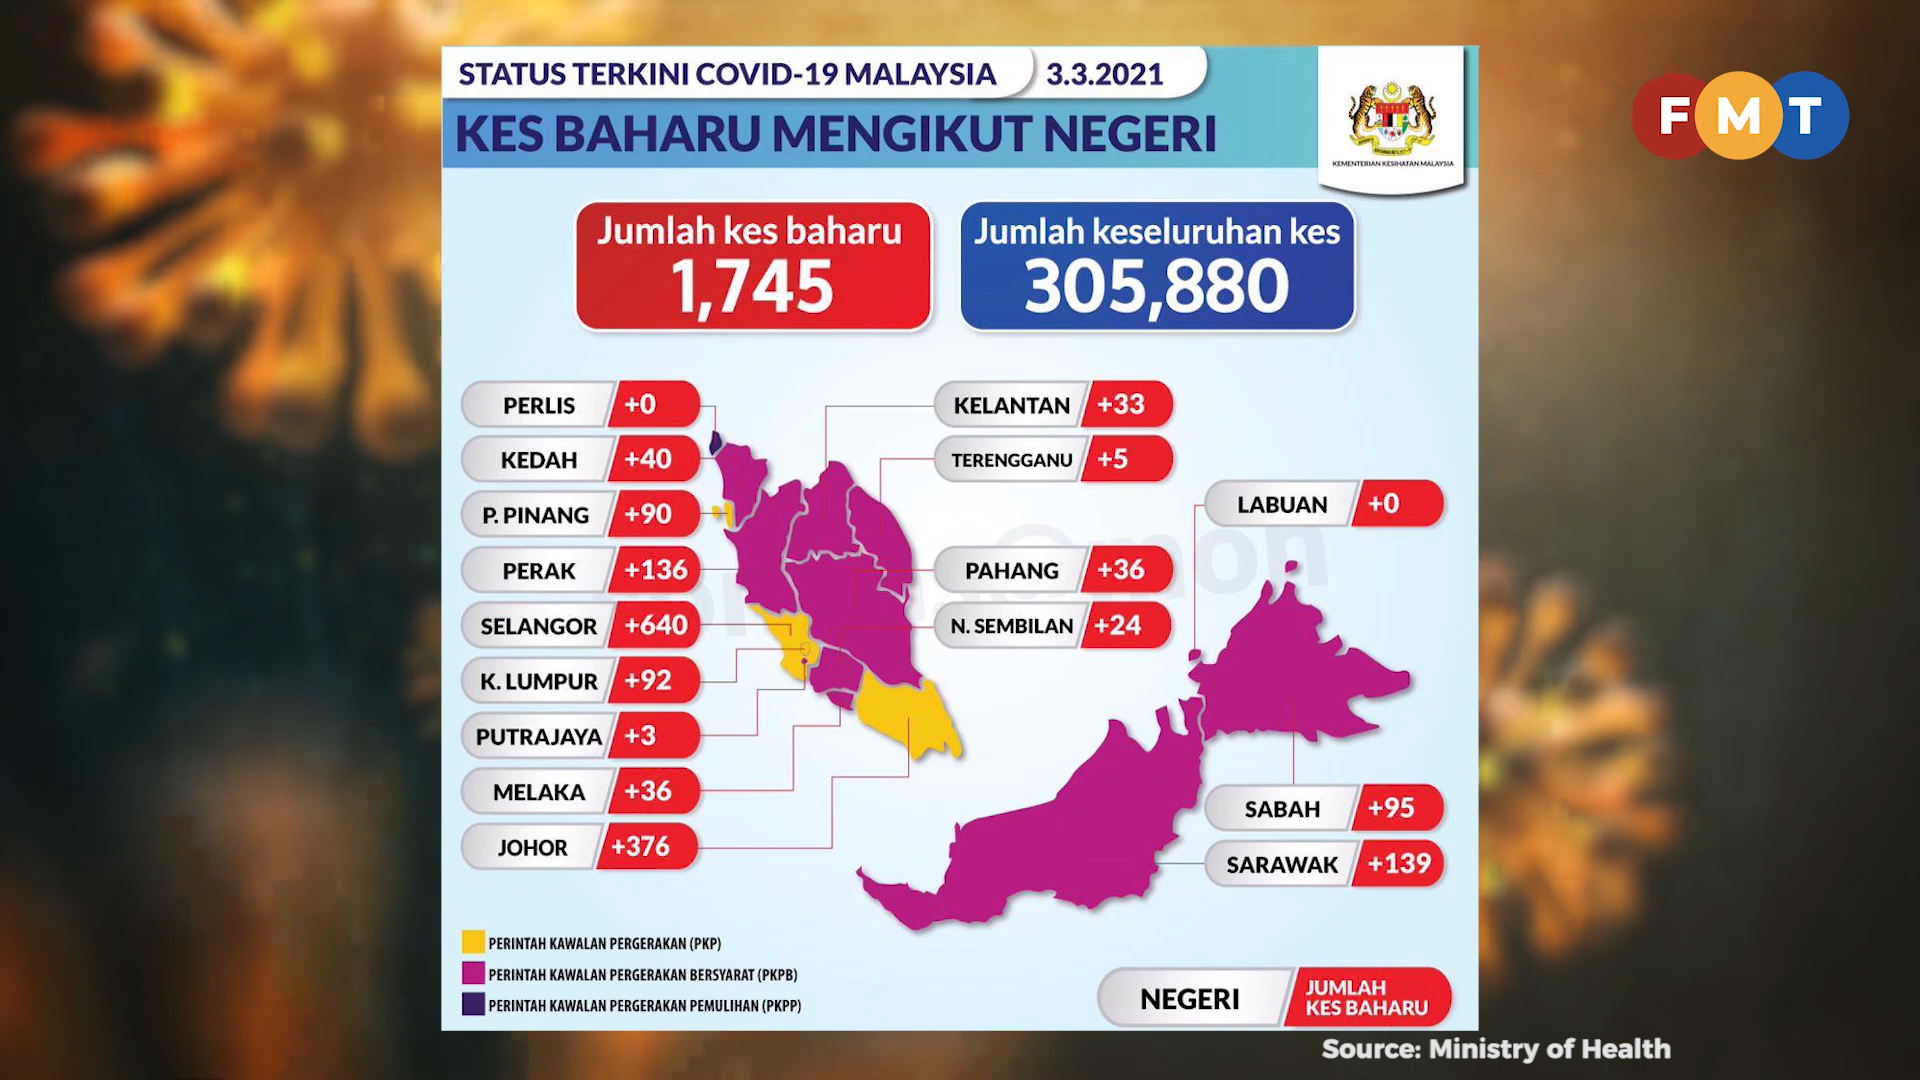 STATUS TERKINI COVID-19 MALAYSIA 3.3.2021
KES BAHARU MENGIKUT NEGERI
KEMENTERIAN KESIHATAN MALAYSIA
FMT
Jumlah kes baharu
1,745
Jumlah keseluruhan kes
305,880
PERLIS +0
KEDAH +40
P. PINANG +90
PERAK +136
SELANGOR +640
K. LUMPUR +92
PUTRAJAYA +3
MELAKA +36
JOHOR +376
KELANTAN +33
TERENGGANU +5
PAHANG +36
N. SEMBILAN +24
LABUAN +0
SABAH +95
SARAWAK +139
PERINTAH KAWALAN PERGERAKAN (PKP)
PERINTAH KAWALAN PERGERAKAN BERSYARAT (PKPB)
PERINTAH KAWALAN PERGERAKAN PEMULIHAN (PKPP)
NEGERI
JUMLAH
KES BAHARU
Source: Ministry of Health